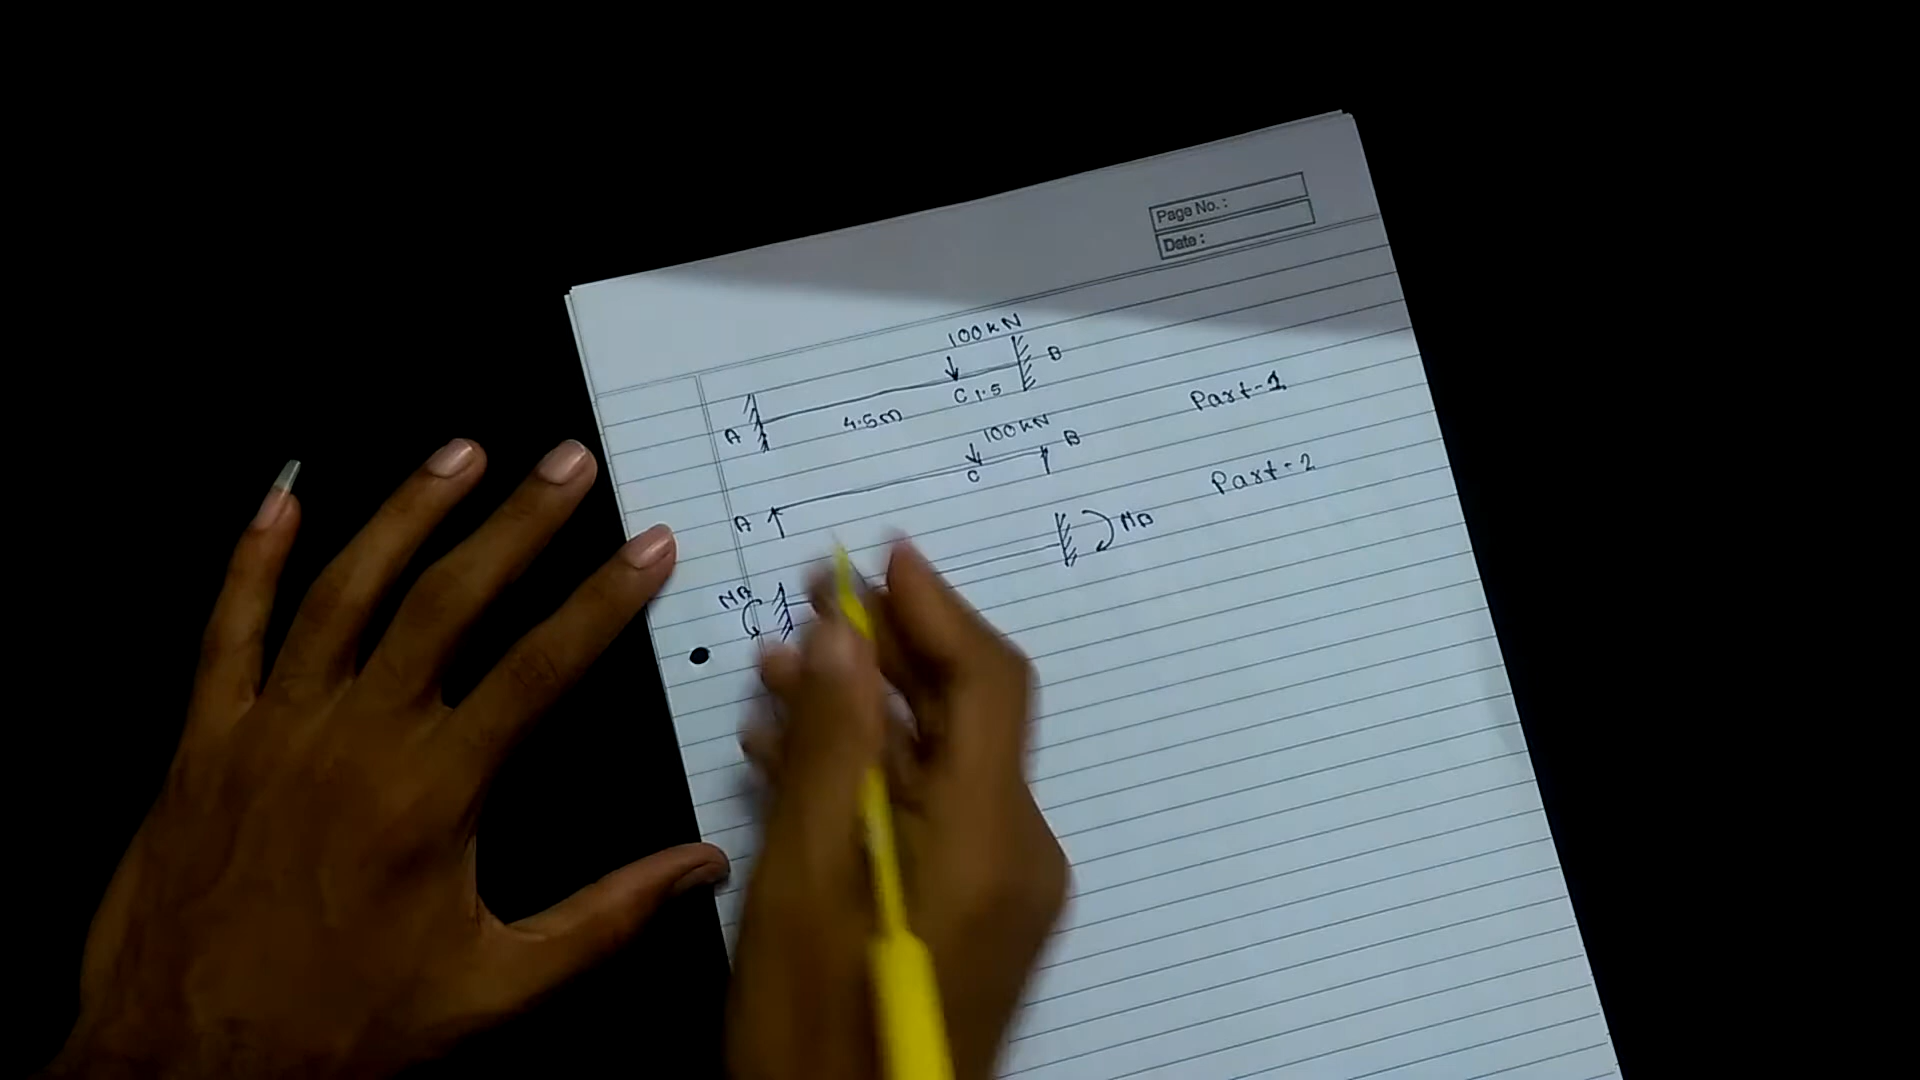 Page No. :
Date :
100 kN
A 4.5m C 1.5 B
Part-1
100 kN
A C B
Part-2
MA MB